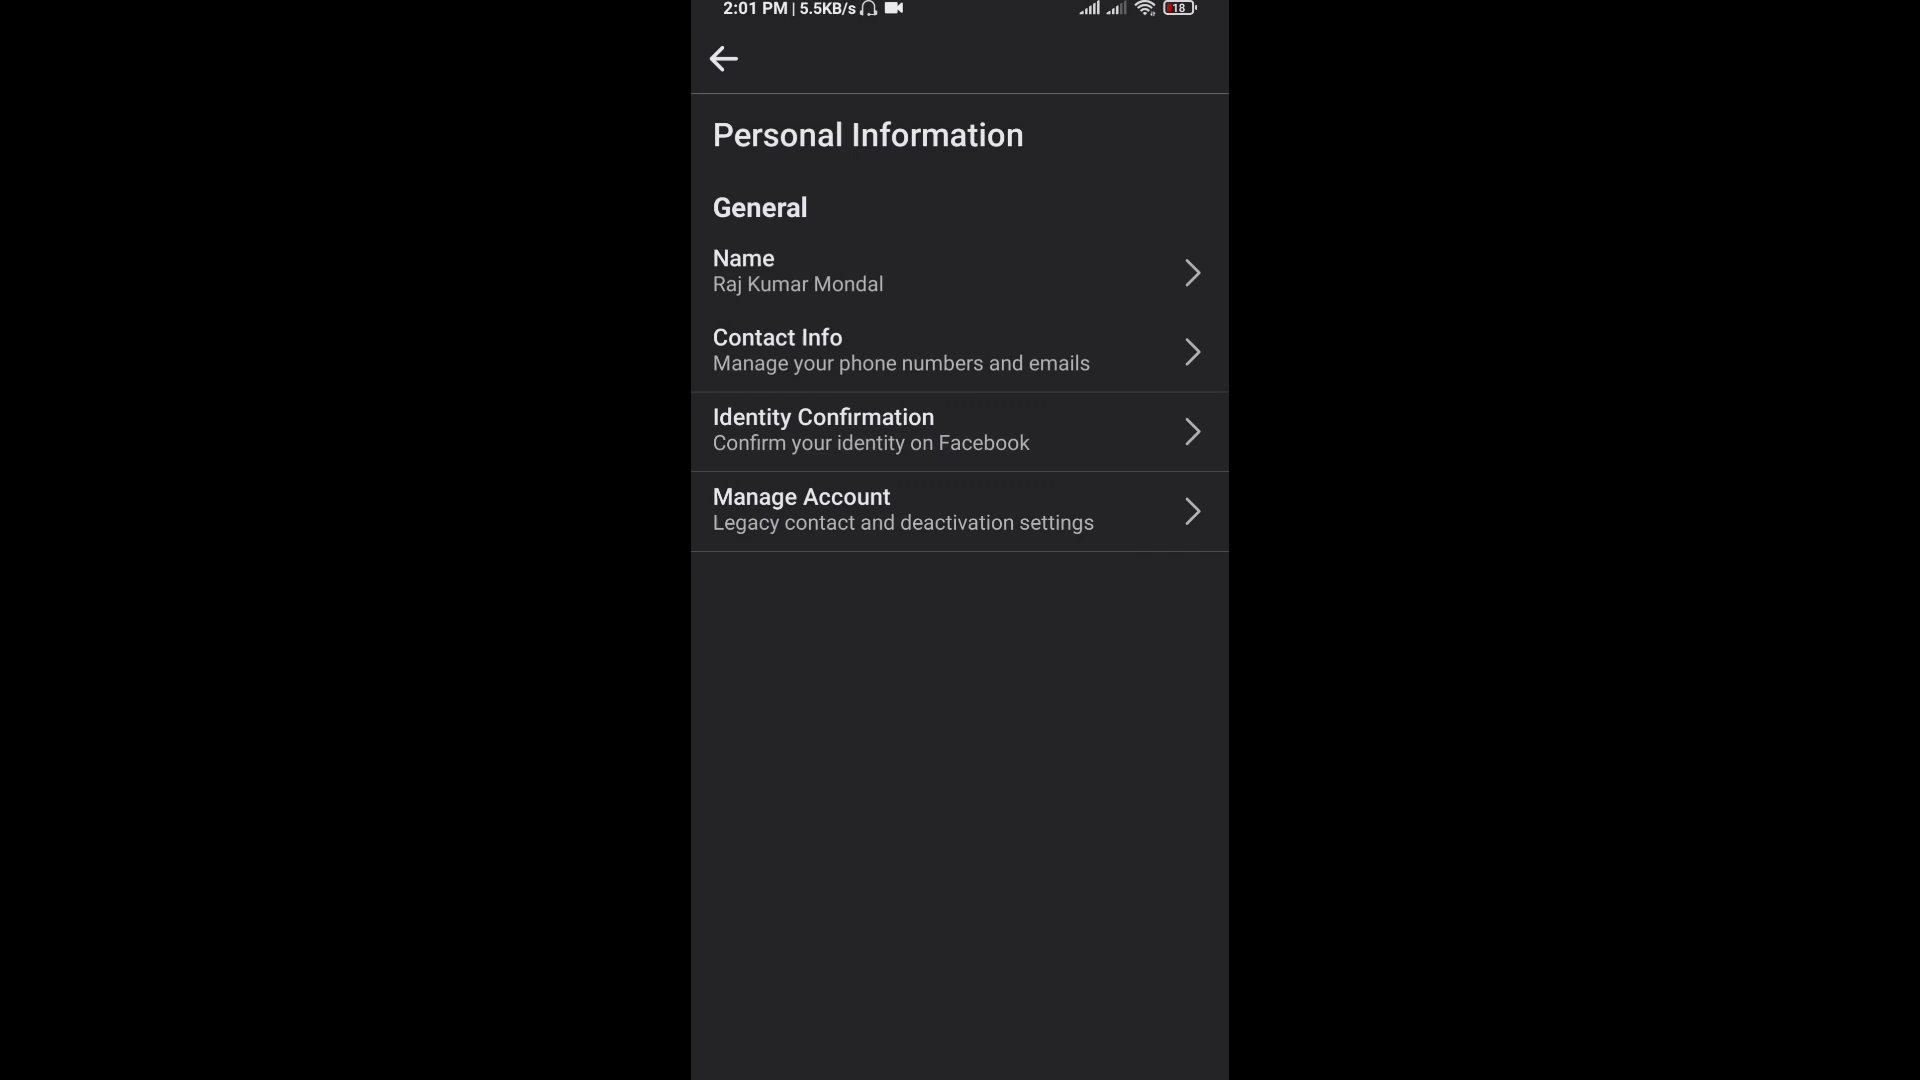 2:01 PM | 5.5KB/s 18
Personal Information
General
Name
Raj Kumar Mondal
Contact Info
Manage your phone numbers and emails
Identity Confirmation
Confirm your identity on Facebook
Manage Account
Legacy contact and deactivation settings